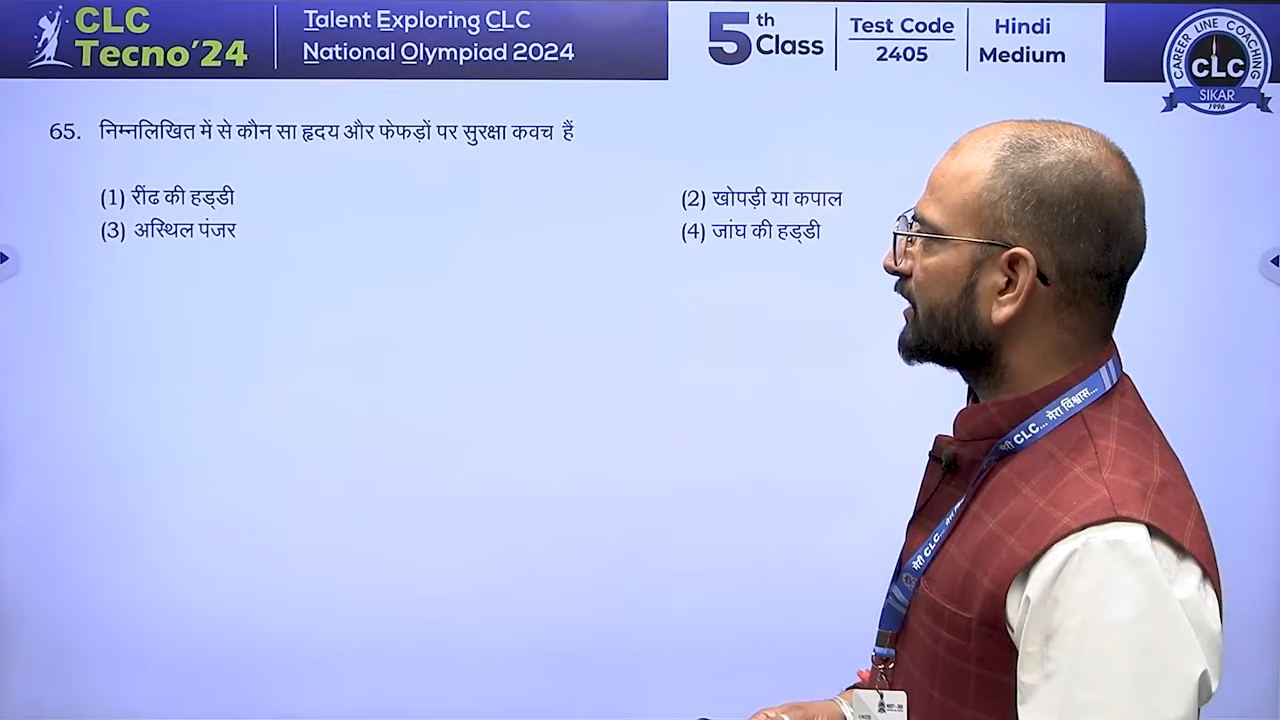 CLC
Tecno'24
Talent Exploring CLC
National Olympiad 2024
5th Class
Test Code
2405
Hindi
Medium
CAREER LINE COACHING
CLC
SIKAR
1996
65. निम्नलिखित में से कौन सा हृदय और फेफड़ों पर सुरक्षा कवच हैं
(1) रींढ की हड्डी
(2) खोपड़ी या कपाल
(3) अस्थिल पंजर
(4) जांघ की हड्डी
मेरी CLC... मेरा विश्वास...
मेरी CLC...